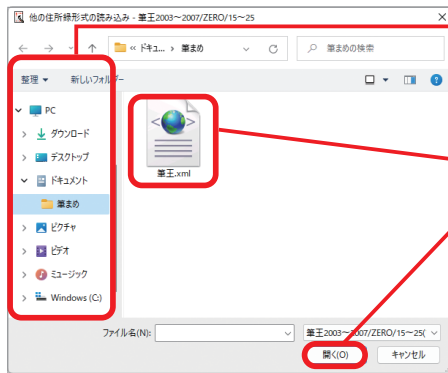 他の住所録形式の読み込み - 筆王2003～2007/ZERO/15～25
« ドキュ... › 筆まめ
筆まめの検索
整理
新しいフォルダー
PC
ダウンロード
デスクトップ
ドキュメント
筆まめ
ピクチャ
ビデオ
ミュージック
Windows (C:)
筆王.xml
ファイル名(N):
筆王2003～2007/ZERO/15～25(
開く(O)
キャンセル